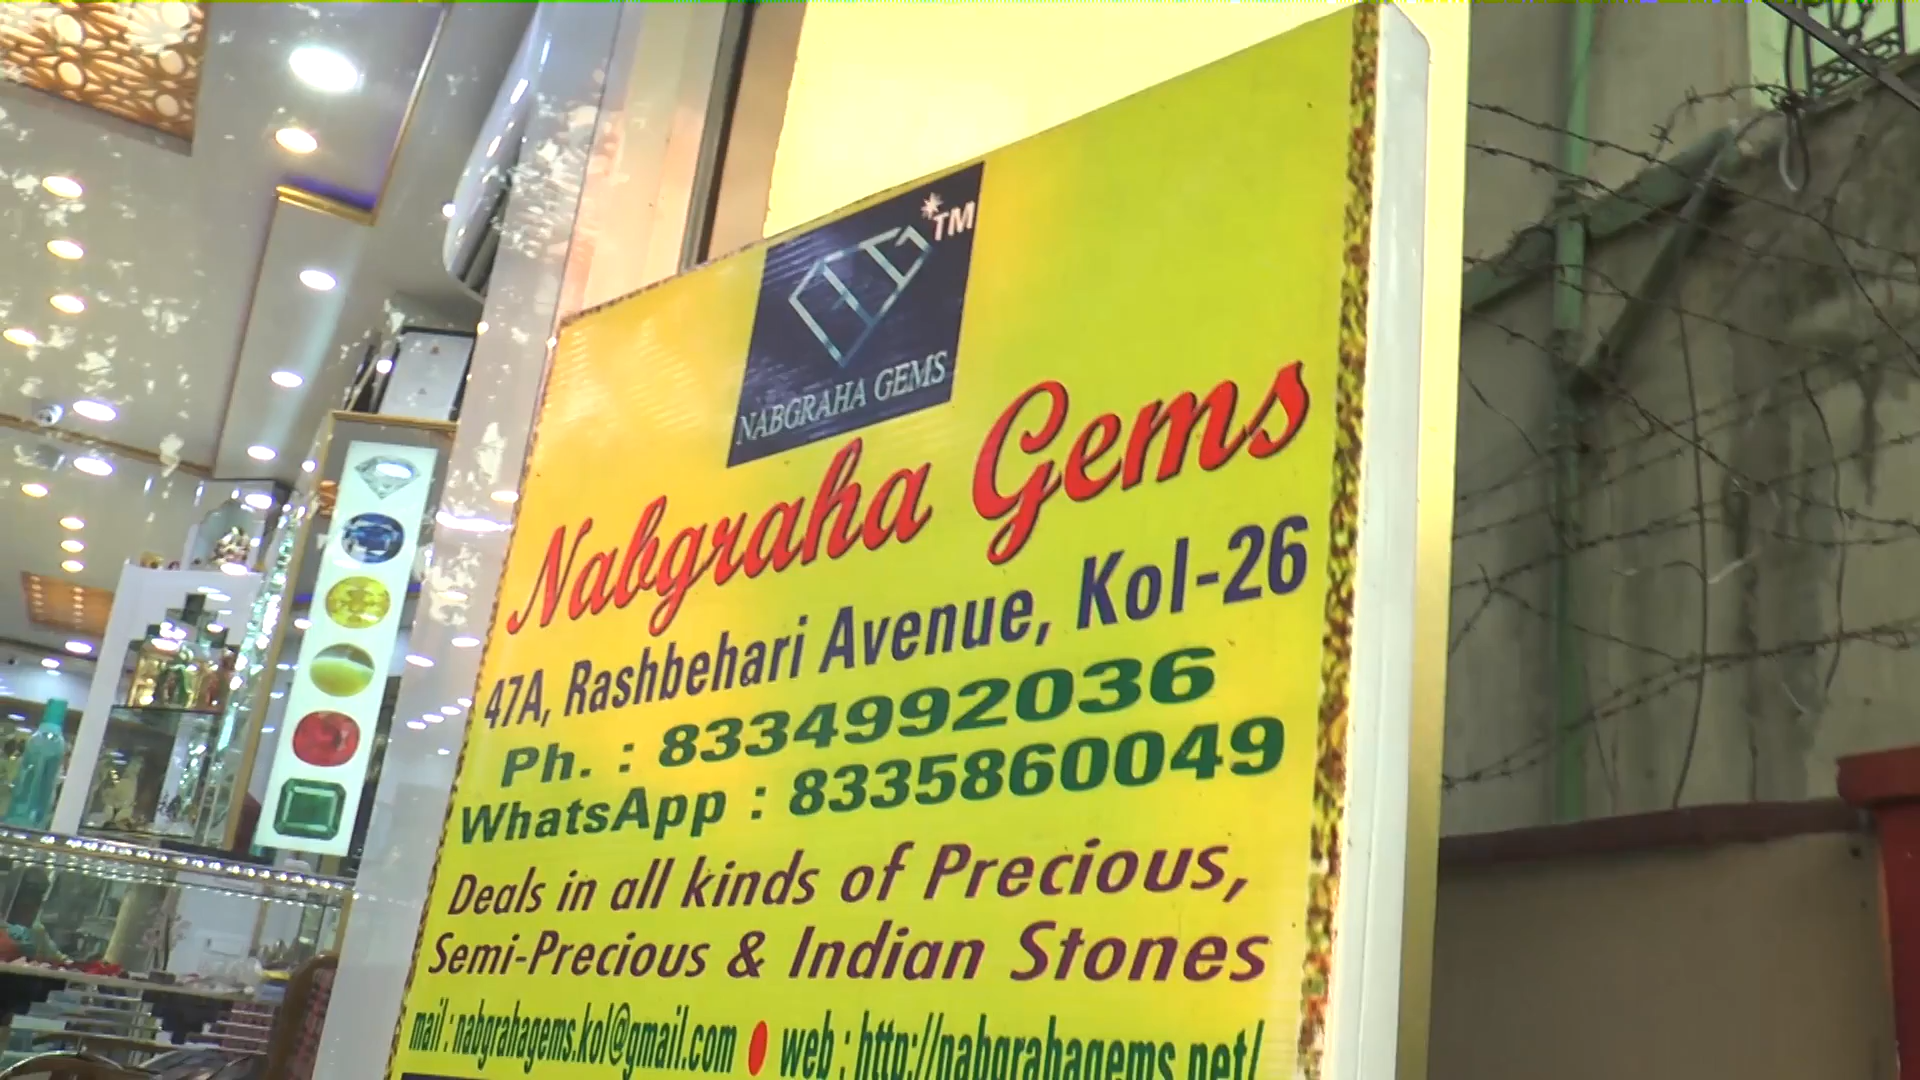 TM
NABGRAHA GEMS
Nabgraha Gems
47A, Rashbehari Avenue, Kol-26
Ph. : 8334992036
WhatsApp : 8335860049
Deals in all kinds of Precious,
Semi-Precious & Indian Stones
mail : nabgrahagems.kol@gmail.com ● web : http://nabgrahagems.net/